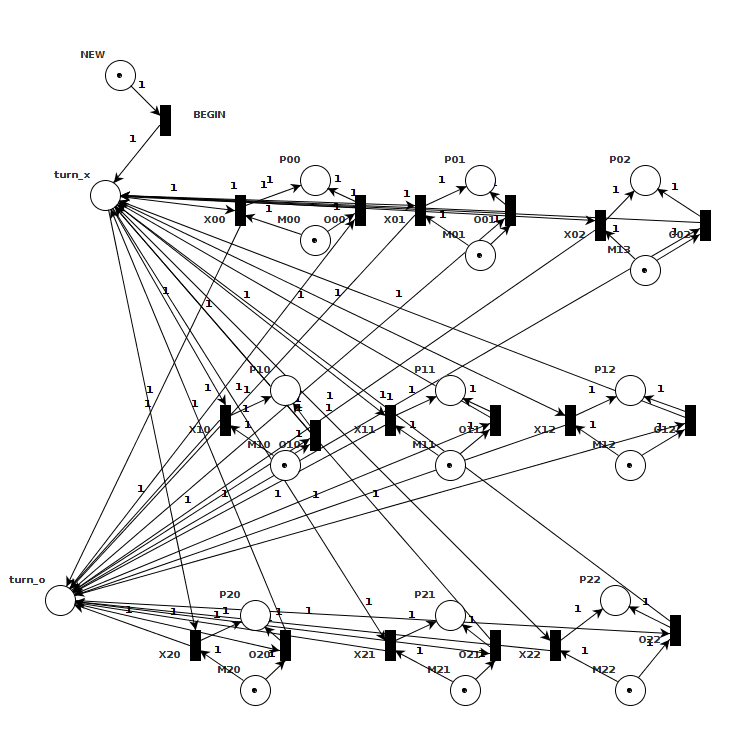 NEW
1
BEGIN
1
turn_x
P00
P01
P02
1
1
1
1
1
1
1
1
1
1
1
1
X00
M00
O00
X01
O01
X02
1
1
M01
M13
O02
1
1
1
1
1
1
P10
P11
P12
1
1
1
1
1
1
1
1
1
1
1
1
1
X10
X11
O11
X12
O12
1
1
1
1
M10
O10
M11
M12
1
1
1
1
1
1
1
turn_o
P20
P21
P22
1
1
1
1
1
1
1
1
1
1
1
1
X20
O20
X21
O21
X22
O22
1
1
1
M20
M21
M22